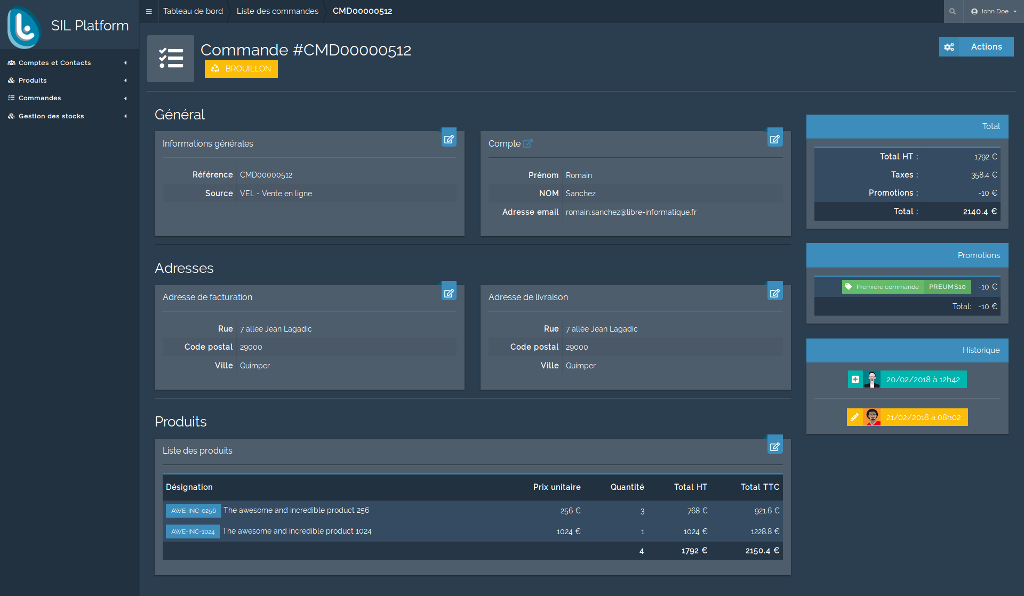 SIL Platform
Tableau de bord
Liste des commandes
CMD00000512
John Doe
Comptes et Contacts
Produits
Commandes
Gestion des stocks
Commande #CMD00000512
BROUILLON
Actions
Général
Informations générales
Référence CMD00000512
Source VEL - Vente en ligne
Compte
Prénom Romain
NOM Sanchez
Adresse email romain.sanchez@libre-informatique.fr
Adresses
Adresse de facturation
Rue 7 allée Jean Lagadic
Code postal 29000
Ville Quimper
Adresse de livraison
Rue 7 allée Jean Lagadic
Code postal 29000
Ville Quimper
Produits
Liste des produits
Désignation Prix unitaire Quantité Total HT Total TTC
AWE-INC-0256 The awesome and incredible product 256 256 € 3 768 € 921.6 €
AWE-INC-1024 The awesome and incredible product 1024 1024 € 1 1024 € 1228.8 €
4 1792 € 2150.4 €
Total
Total HT : 1792 €
Taxes : 358.4 €
Promotions : -10 €
Total : 2140.4 €
Promotions
Première commande PREUMS10 -10 €
Total: -10 €
Historique
20/02/2018 à 12h42
21/02/2018 à 08h02